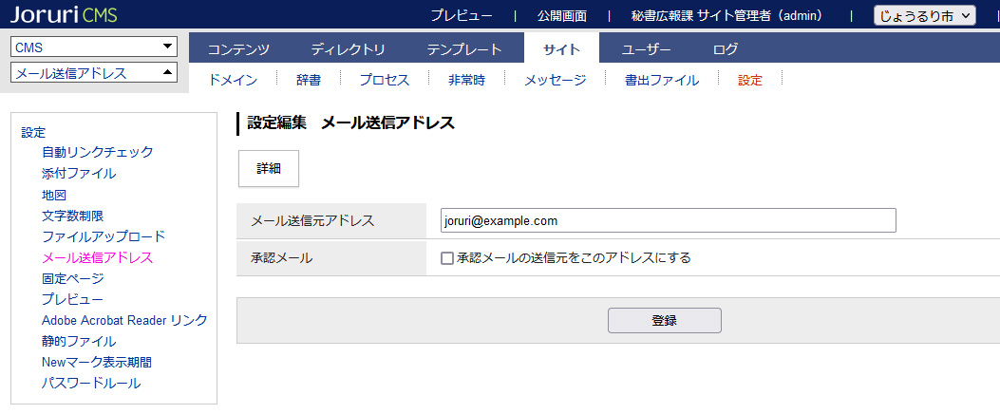 Joruri CMS
プレビュー | 公開画面 | 秘書広報課 サイト管理者（admin） | じょうるり市
CMS
メール送信アドレス
コンテンツ ディレクトリ テンプレート サイト ユーザー ログ
ドメイン 辞書 プロセス 非常時 メッセージ 書出ファイル 設定
設定
自動リンクチェック
添付ファイル
地図
文字数制限
ファイルアップロード
メール送信アドレス
固定ページ
プレビュー
Adobe Acrobat Reader リンク
静的ファイル
Newマーク表示期間
パスワードルール
設定編集 メール送信アドレス
詳細
メール送信元アドレス joruri@example.com
承認メール 承認メールの送信元をこのアドレスにする
登録